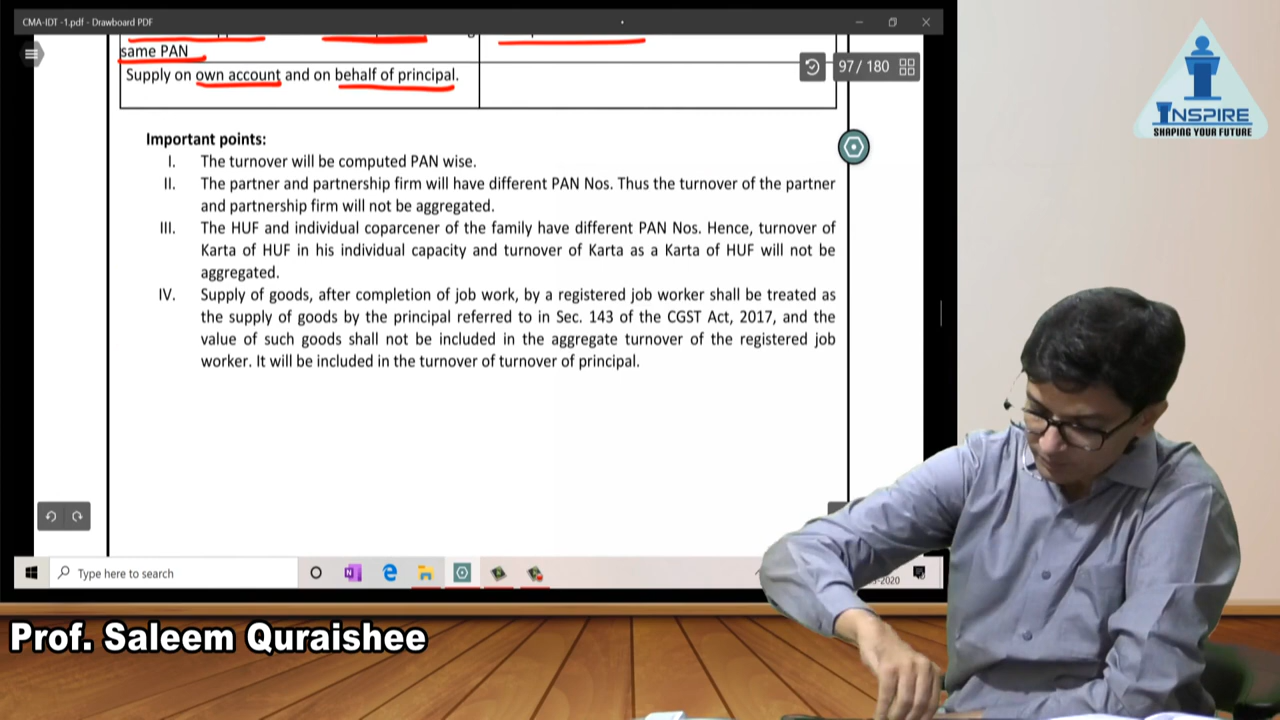 CMA-IDT -1.pdf - Drawboard PDF
same PAN
Supply on own account and on behalf of principal.
97/ 180
INSPIRE
SHAPING YOUR FUTURE
Important points:
I. The turnover will be computed PAN wise.
II. The partner and partnership firm will have different PAN Nos. Thus the turnover of the partner
and partnership firm will not be aggregated.
III. The HUF and individual coparcener of the family have different PAN Nos. Hence, turnover of
Karta of HUF in his individual capacity and turnover of Karta as a Karta of HUF will not be
aggregated.
IV. Supply of goods, after completion of job work, by a registered job worker shall be treated as
the supply of goods by the principal referred to in Sec. 143 of the CGST Act, 2017, and the
value of such goods shall not be included in the aggregate turnover of the registered job
worker. It will be included in the turnover of turnover of principal.
Type here to search
-2020
Prof. Saleem Quraishee